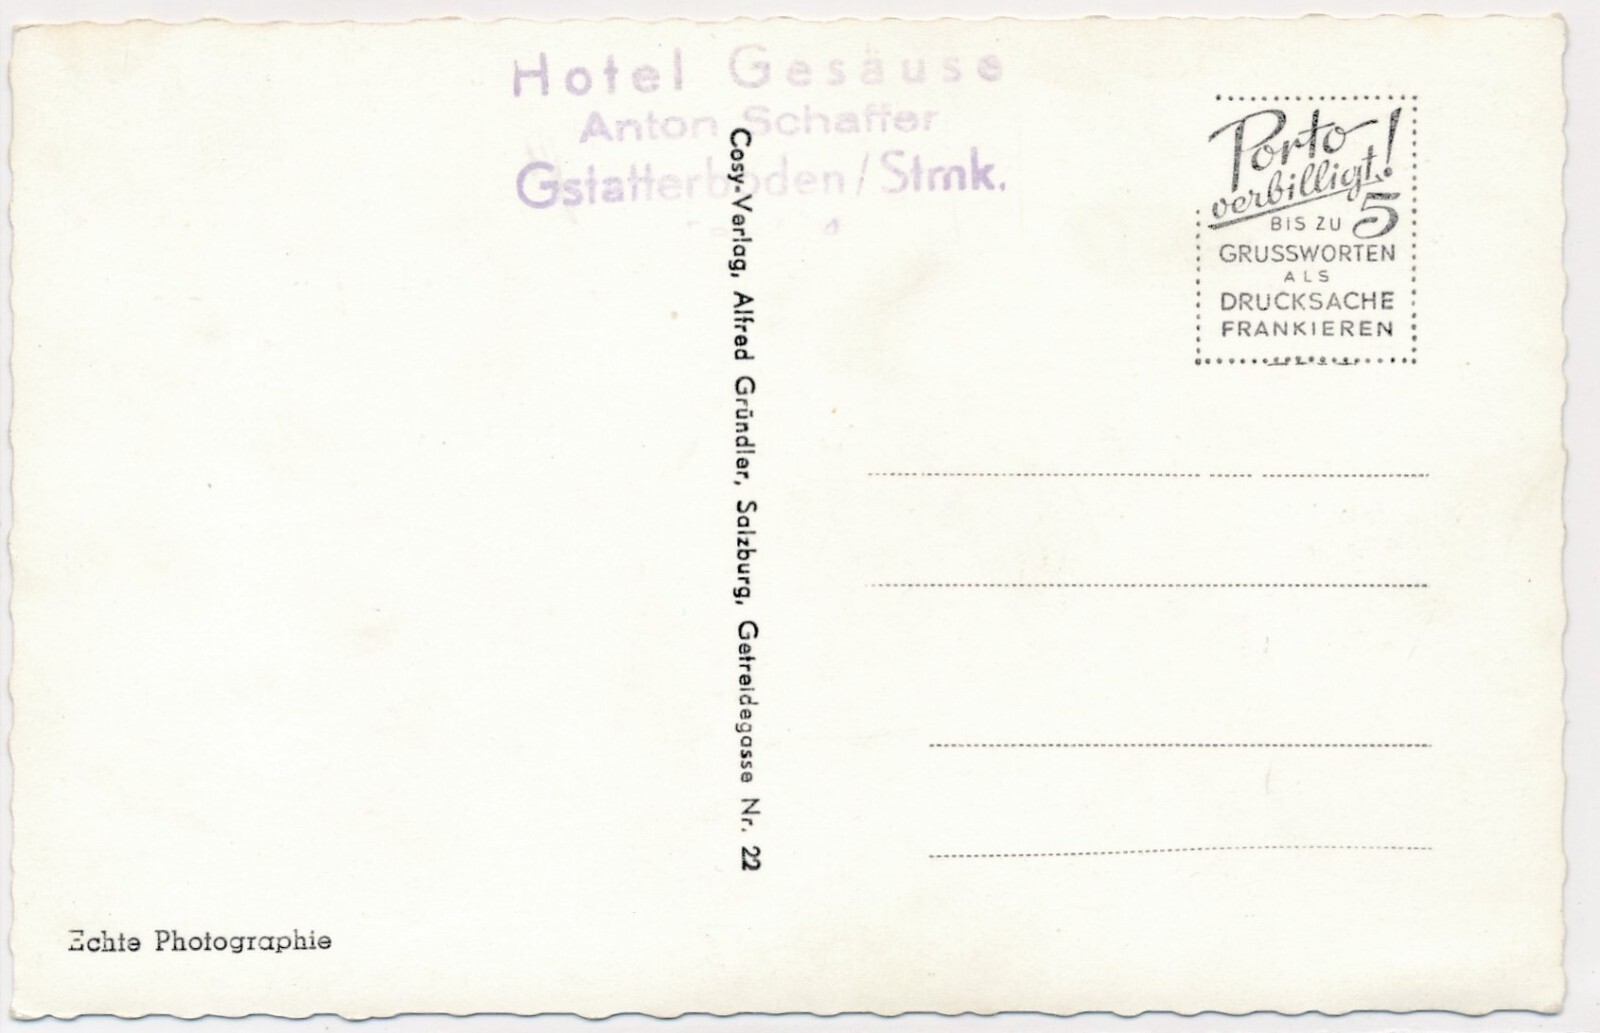 Hotel Gesäuse
Anton Schaffer
Gstatterboden / Stmk.
Porto
verbilligt!
BIS ZU 5
GRUSSWORTEN
ALS
DRUCKSACHE
FRANKIEREN
Cosy-Verlag, Alfred Gründler, Salzburg, Getreidegasse Nr. 22
Echte Photographie